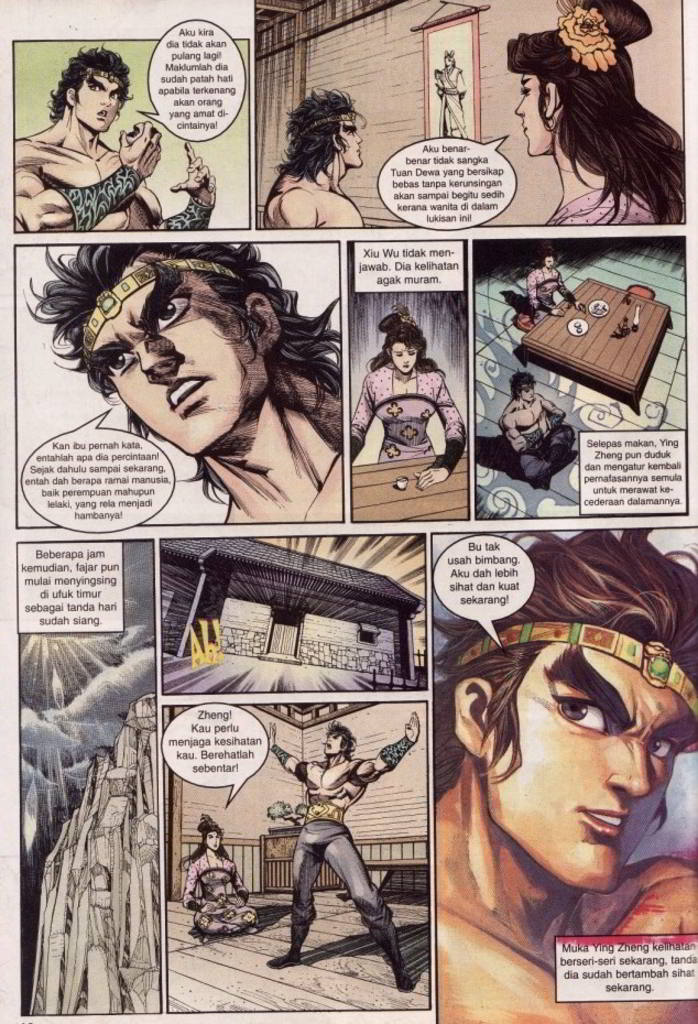 Aku kira
dia tidak akan
pulang lagi!
Maklumlah dia
sudah patah hati
apabila terkenang
akan orang
yang amat di-
cintainya!
Aku benar-
benar tidak sangka
Tuan Dewa yang bersikap
bebas tanpa kerunsingan
akan begitu sedih
kerana wanita di dalam
lukisan ini!
Kan ibu pernah kata,
entahlah apa dia percintaan!
Sejak dahulu sampai sekarang,
entah dah berapa ramai manusia,
baik perempuan mahupun
lelaki, yang rela menjadi
hambanya!
Xiu Wu tidak men-
jawab. Dia kelihatan
agak muram.
Selepas makan, Ying
Zheng pun duduk
dan mengatur kembali
pernafasannya semula
untuk merawat ke-
cederaan dalamannya.
Beberapa jam
kemudian, fajar pun
mulai menyingsing
di ufuk timur
sebagai tanda hari
sudah siang.
AH!
Zheng!
Kau perlu
menjaga kesihatan
kau. Berehatlah
sebentar!
Bu tak
usah bimbang.
Aku dah lebih
sihat dan kuat
sekarang!
Muka Ying Zheng kelihatan
berseri-seri sekarang, tanda
dia sudah bertambah sihat
sekarang.